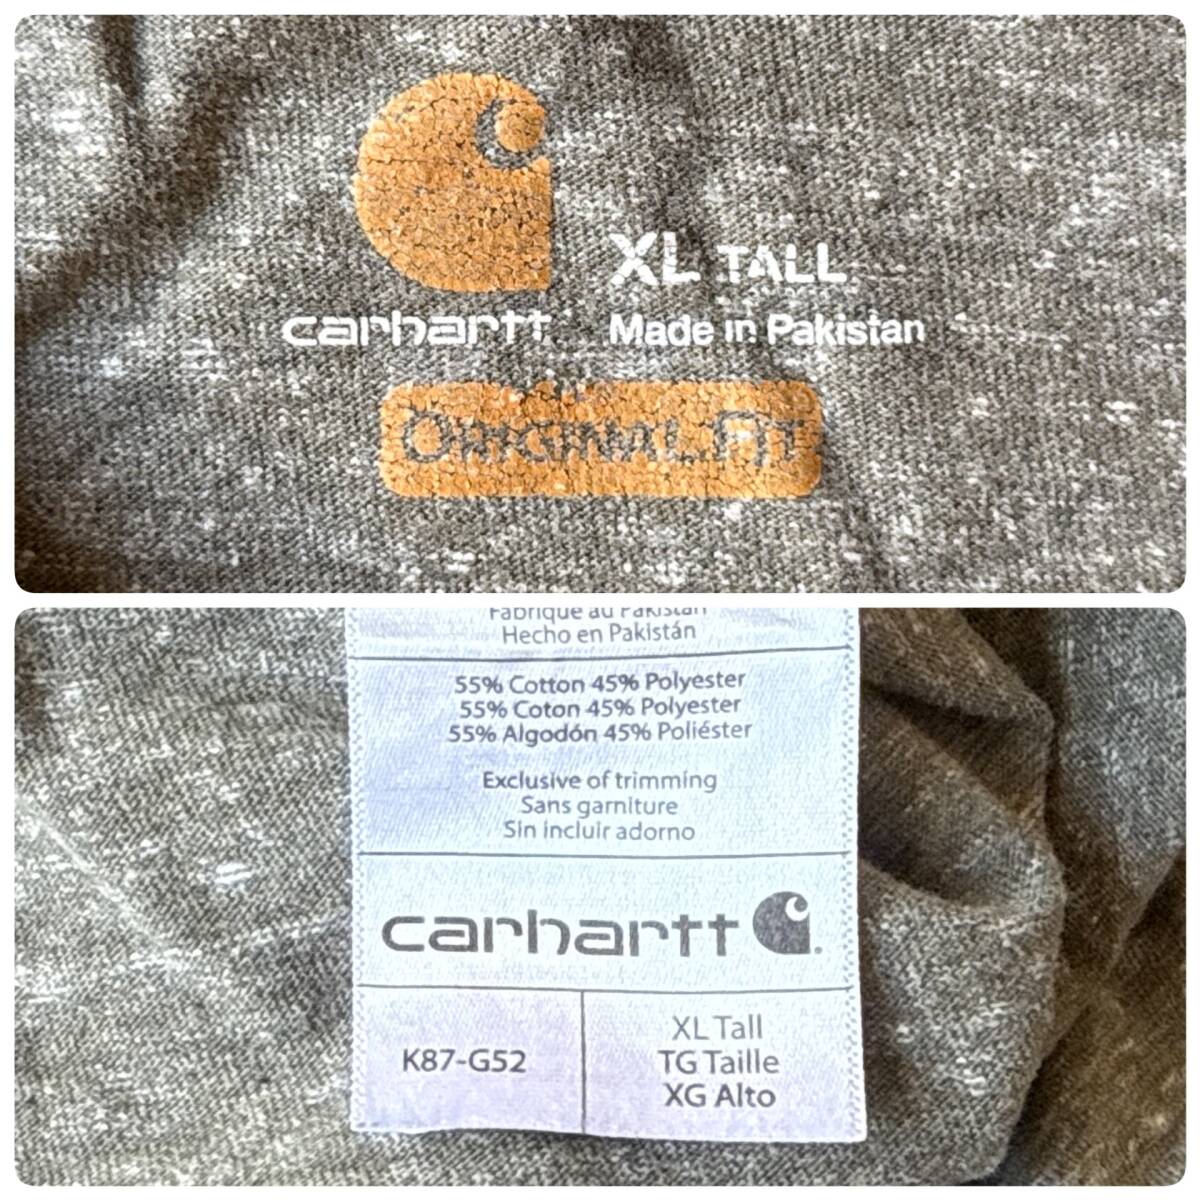 XL TALL
carhartt
Made in Pakistan
ORIGINAL FIT
Fabriqué au Pakistan
Hecho en Pakistán
55% Cotton 45% Polyester
55% Coton 45% Polyester
55% Algodón 45% Poliéster
Exclusive of trimming
Sans garniture
Sin incluir adorno
carhartt
K87-G52
XL Tall
TG Taille
XG Alto